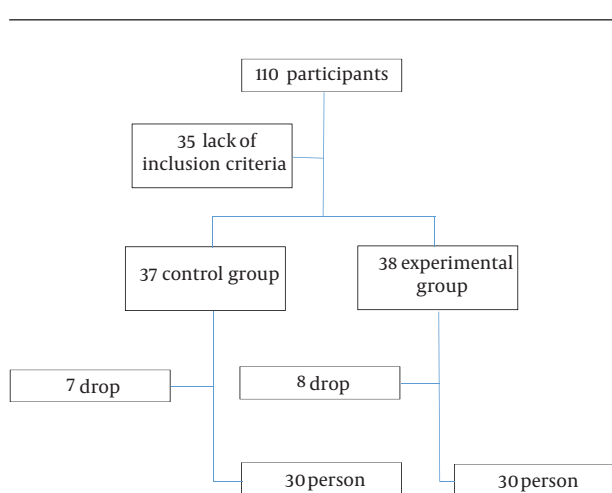 110 participants
35 lack of
inclusion criteria
37 control group
38 experimental
group
7 drop
8 drop
30 person
30 person